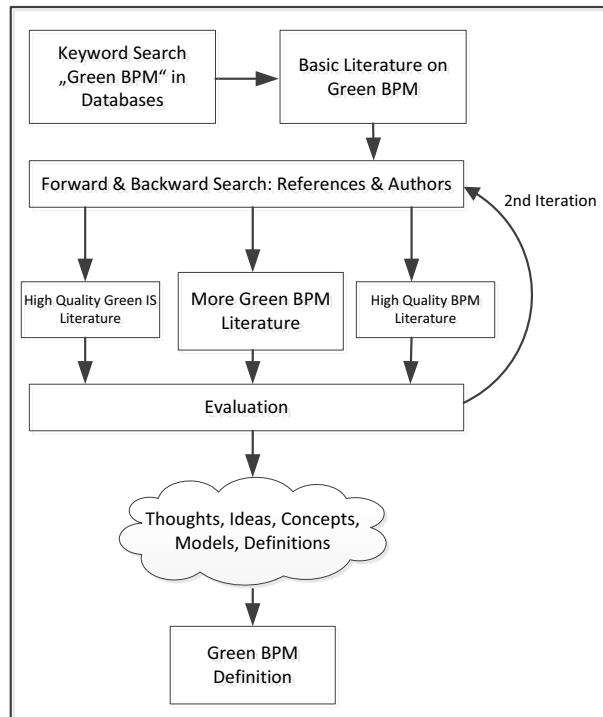 Keyword Search
„Green BPM“ in
Databases
Basic Literature on
Green BPM
Forward & Backward Search: References & Authors
2nd Iteration
High Quality Green IS
Literature
More Green BPM
Literature
High Quality BPM
Literature
Evaluation
Thoughts, Ideas, Concepts,
Models, Definitions
Green BPM
Definition